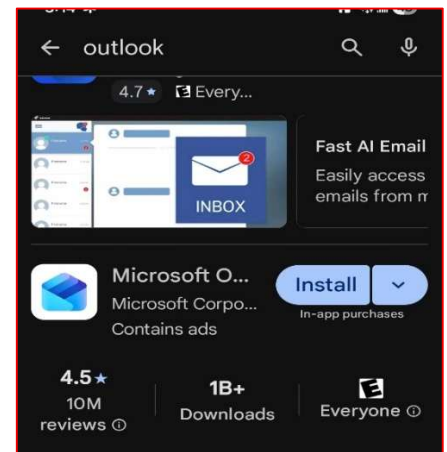 outlook
4.7★ E Every...
2
INBOX
Fast AI Email
Easily access
emails from m
Microsoft O...
Microsoft Corpo...
Contains ads
Install
In-app purchases
4.5★
10M
reviews
1B+
Downloads
E
Everyone